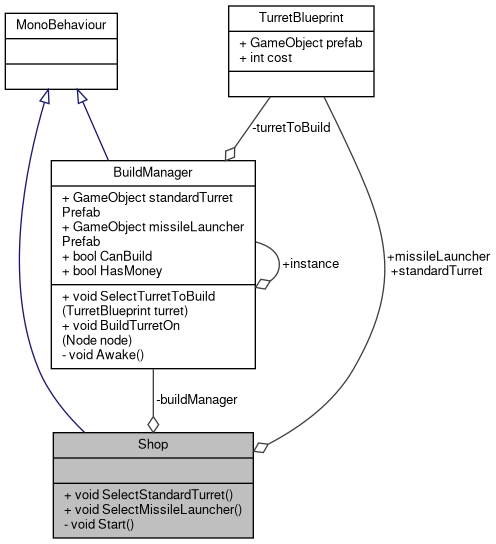 MonoBehaviour
TurretBlueprint
+ GameObject prefab
+ int cost
-turretToBuild
BuildManager
+ GameObject standardTurret
Prefab
+ GameObject missileLauncher
Prefab
+ bool CanBuild
+ bool HasMoney
+ void SelectTurretToBuild
(TurretBlueprint turret)
+ void BuildTurretOn
(Node node)
- void Awake()
+instance
+missileLauncher
+standardTurret
-buildManager
Shop
+ void SelectStandardTurret()
+ void SelectMissileLauncher()
- void Start()